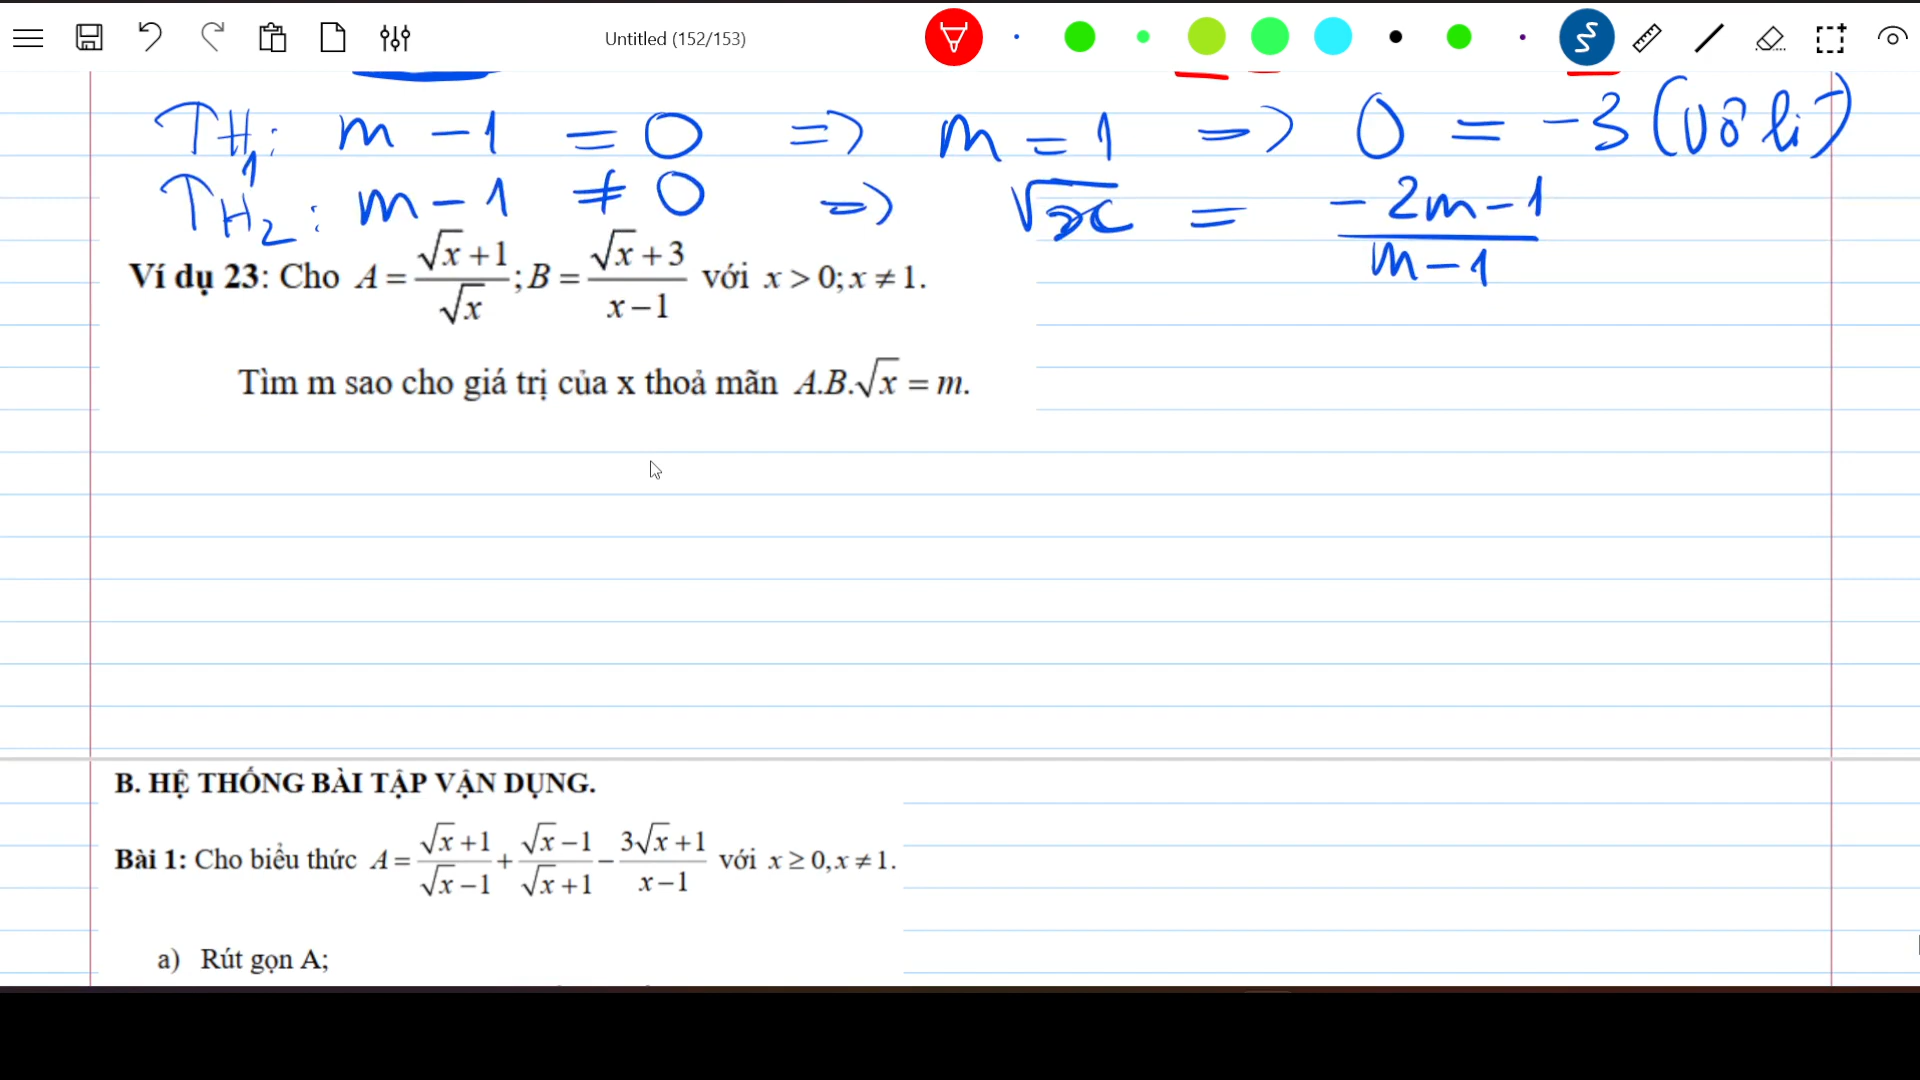 Untitled (152/153)
TH1: m - 1 = 0 => m = 1 => 0 = -3 (vô lí)
TH2: m - 1 ≠ 0 => √x = (-2m - 1)/(m - 1)
Ví dụ 23: Cho A = (√x + 1)/√x ; B = (√x + 3)/(x - 1) với x > 0; x ≠ 1.
Tìm m sao cho giá trị của x thoả mãn A.B.√x = m.
B. HỆ THỐNG BÀI TẬP VẬN DỤNG.
Bài 1: Cho biểu thức A = (√x + 1)/(√x - 1) + (√x - 1)/(√x + 1) - (3√x + 1)/(x - 1) với x ≥ 0, x ≠ 1.
a) Rút gọn A;